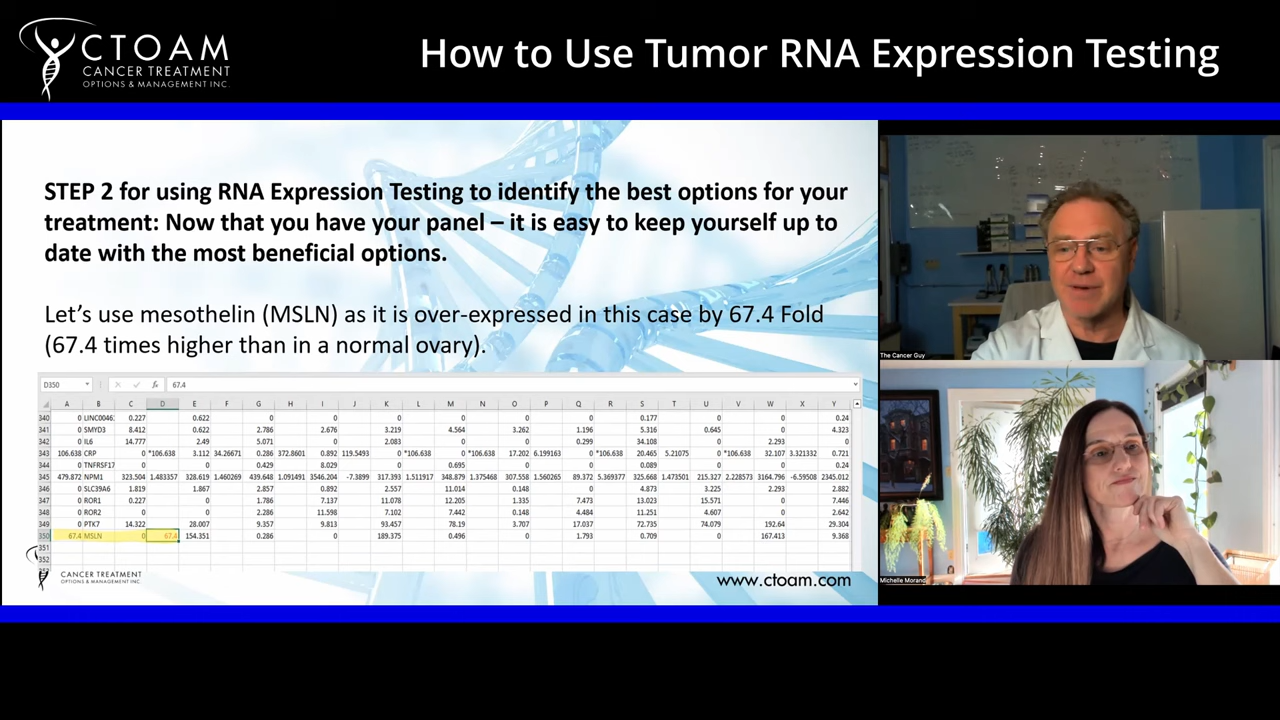 CTOAM
CANCER TREATMENT
OPTIONS & MANAGEMENT INC.
How to Use Tumor RNA Expression Testing
STEP 2 for using RNA Expression Testing to identify the best options for your
treatment: Now that you have your panel – it is easy to keep yourself up to
date with the most beneficial options.
Let's use mesothelin (MSLN) as it is over-expressed in this case by 67.4 Fold
(67.4 times higher than in a normal ovary).
D350 fx 67.4
A B C D E F G H I J K L M N O P Q R S T U V W X Y
340 0 LINC0046 0.227 0.622 0 0 0 0 0 0 0.177 0 0 0.24
341 0 SMYD3 8.412 0.622 2.786 2.676 3.219 4.564 3.262 1.196 5.316 0.645 0 4.323
342 0 IL6 14.777 2.49 5.071 0 2.083 0 0 0.299 34.108 0 2.293 0
343 106.638 CRP 0 *106.638 3.112 34.26671 0.286 372.8601 0.892 119.5493 0 *106.638 0 *106.638 17.202 6.199163 0 *106.638 20.465 5.21075 0 *106.638 32.107 3.321332 0.721
344 0 TNFRSF17 0 0 0.429 8.029 0 0.695 0 0 0.089 0 0 0.24
345 479.872 NPM1 323.504 1.483357 328.619 1.460269 439.648 1.091491 3546.204 -7.3899 317.393 1.511917 348.879 1.375468 307.558 1.560265 89.372 5.369377 325.668 1.473501 215.327 2.228573 3164.796 -6.59508 2345.012
346 0 SLC39A6 1.819 1.867 2.857 0.892 2.557 11.014 0.148 0 4.873 3.225 2.293 2.882
347 0 ROR1 0.227 0 1.786 7.137 11.078 12.205 1.335 7.473 13.023 15.571 0 7.446
348 0 ROR2 0 0 2.286 11.598 7.102 7.442 0.148 4.484 11.251 4.607 0 2.642
349 0 PTK7 14.322 28.007 9.357 9.813 93.457 78.19 3.707 17.037 72.735 74.079 192.64 29.304
350 67.4 MSLN 0 67.4 154.351 0.286 0 189.375 0.496 0 1.793 0.709 0 167.413 9.368
351
352
CANCER TREATMENT
OPTIONS & MANAGEMENT INC.
www.ctoam.com
The Cancer Guy
Michelle Morand